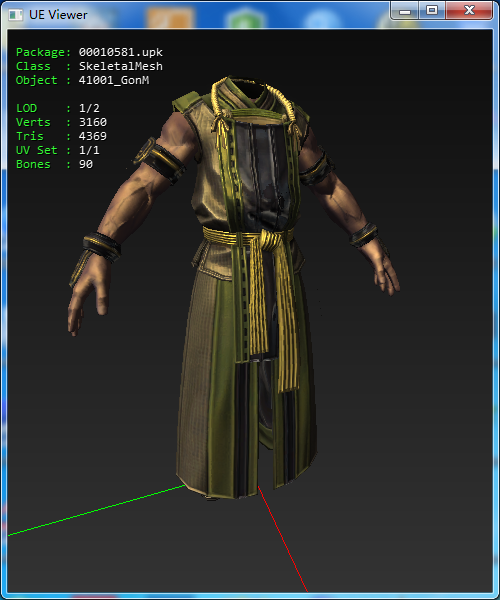 UE Viewer
Package: 00010581.upk
Class : SkeletalMesh
Object : 41001_GonM
LOD : 1/2
Verts : 3160
Tris : 4369
UV Set : 1/1
Bones : 90